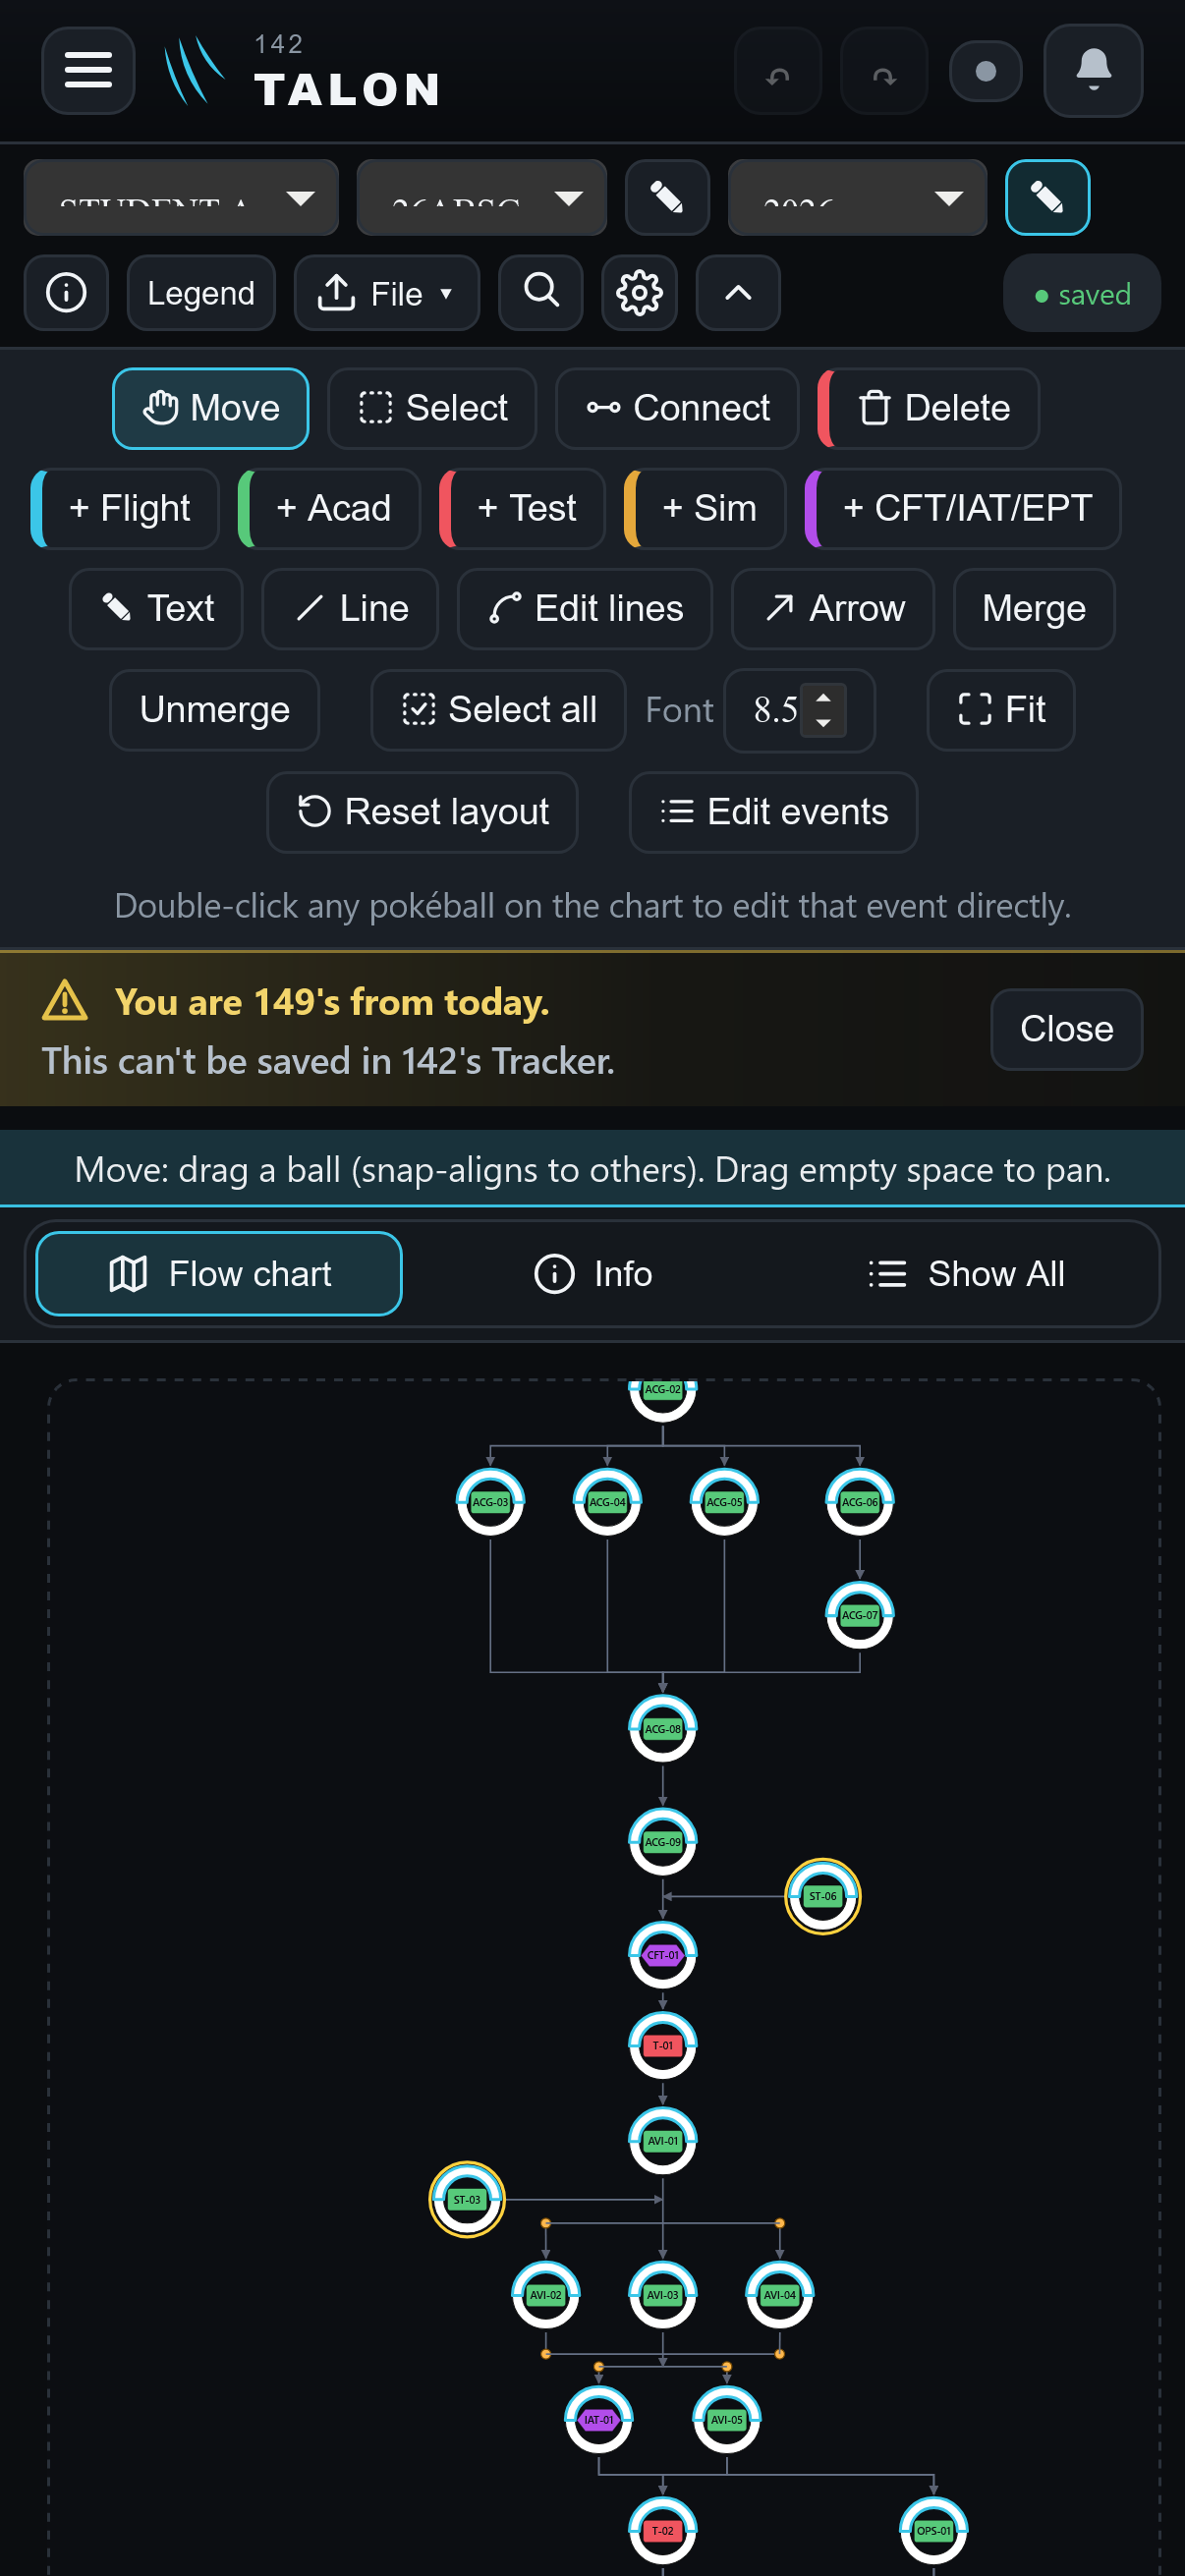 142
TALON
Legend
File
saved
Move
Select
Connect
Delete
+ Flight
+ Acad
+ Test
+ Sim
+ CFT/IAT/EPT
Text
Line
Edit lines
Arrow
Merge
Unmerge
Select all
Font
8.5
Fit
Reset layout
Edit events
Double-click any pokéball on the chart to edit that event directly.
You are 149's from today.
This can't be saved in 142's Tracker.
Close
Move: drag a ball (snap-aligns to others). Drag empty space to pan.
Flow chart
Info
Show All
ACG-02
ACG-03
ACG-04
ACG-05
ACG-06
ACG-07
ACG-08
ACG-09
ST-06
CFT-01
T-01
AVI-01
ST-03
AVI-02
AVI-03
AVI-04
IAT-01
AVI-05
T-02
OPS-01